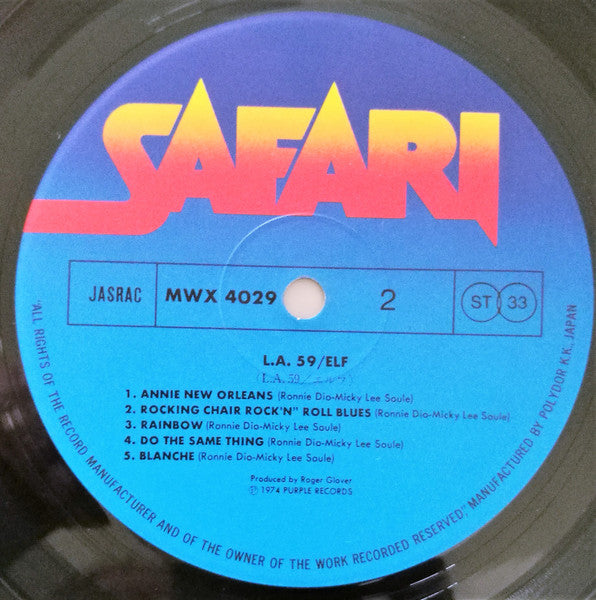 SAFARI
JASRAC
MWX 4029
2
ST 33
L.A. 59/ELF
(L.A. 59/エルフ)
1. ANNIE NEW ORLEANS (Ronnie Dio-Micky Lee Soule)
2. ROCKING CHAIR ROCK'N" ROLL BLUES (Ronnie Dio-Micky Lee Soule)
3. RAINBOW (Ronnie Dio-Micky Lee Soule)
4. DO THE SAME THING (Ronnie Dio-Micky Lee Soule)
5. BLANCHE (Ronnie Dio-Micky Lee Soule)
Produced by Roger Glover
Ⓟ 1974 PURPLE RECORDS
"ALL RIGHTS OF THE RECORD MANUFACTURER AND OF THE OWNER OF THE WORK RECORDED RESERVED", MANUFACTURED BY POLYDOR K.K. JAPAN